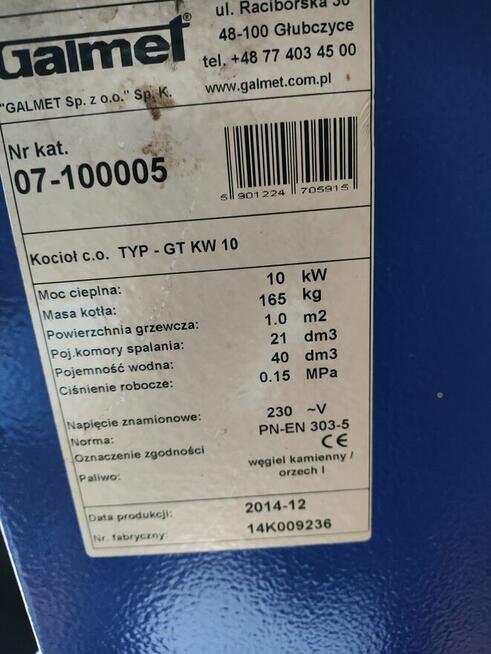 ul. Raciborska 36
48-100 Głubczyce
Galmet®
tel. +48 77 403 45 00
"GALMET Sp. z o.o." Sp. K.
www.galmet.com.pl
Nr kat.
07-100005
5 901224 705915
Kocioł c.o. TYP - GT KW 10
Moc cieplna: 10 kW
Masa kotła: 165 kg
Powierzchnia grzewcza: 1.0 m2
Poj.komory spalania: 21 dm3
Pojemność wodna: 40 dm3
Ciśnienie robocze: 0.15 MPa
Napięcie znamionowe: 230 ~V
Norma: PN-EN 303-5
Oznaczenie zgodności CE
Paliwo: węgiel kamienny /
orzech I
Data produkcji: 2014-12
Nr. fabryczny: 14K009236